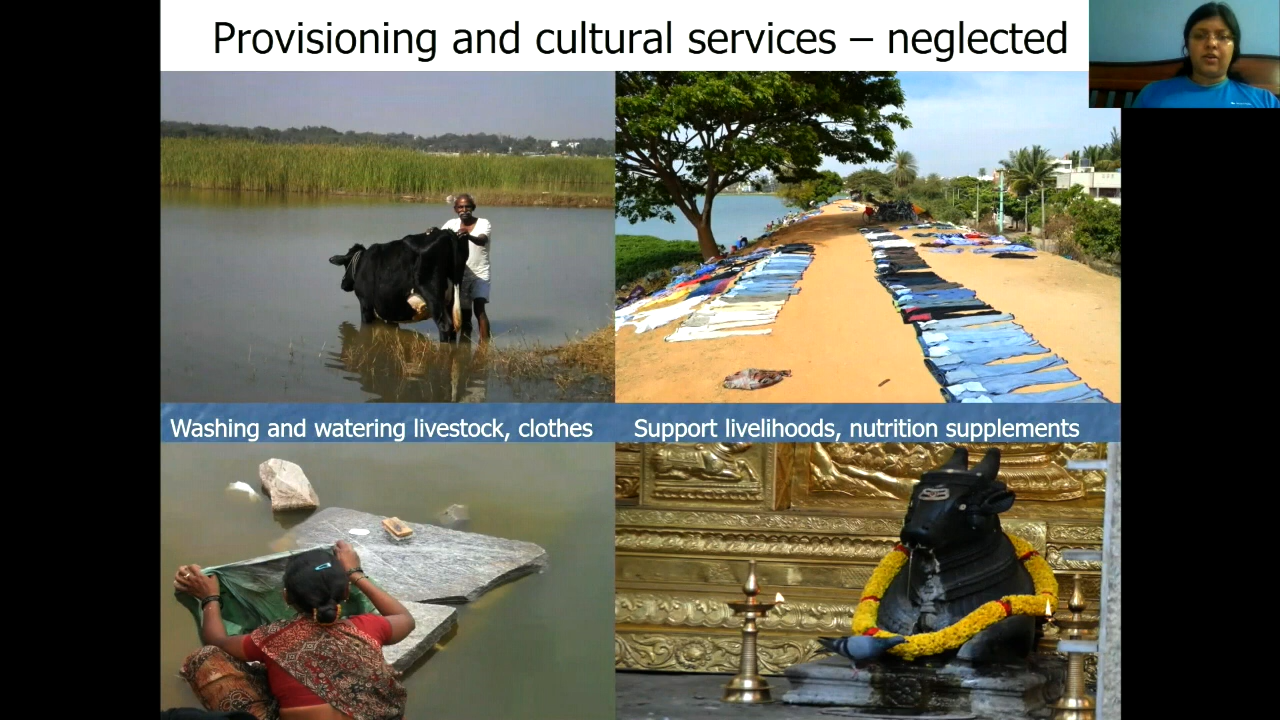 Provisioning and cultural services – neglected
Washing and watering livestock, clothes
Support livelihoods, nutrition supplements